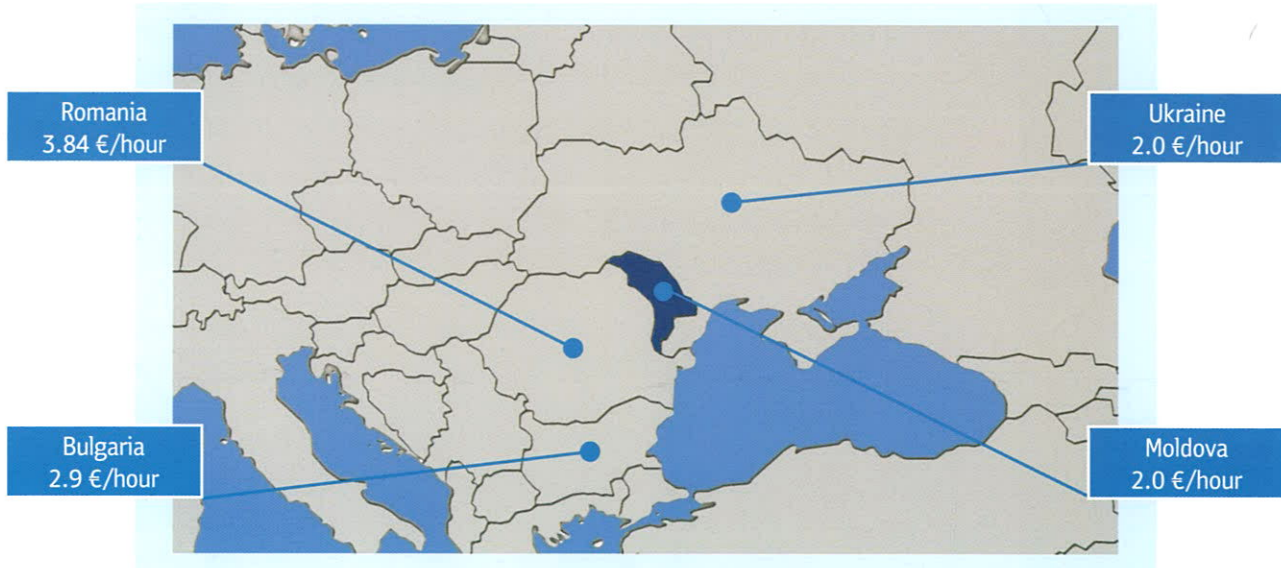 Romania
3.84 €/hour
Ukraine
2.0 €/hour
Bulgaria
2.9 €/hour
Moldova
2.0 €/hour